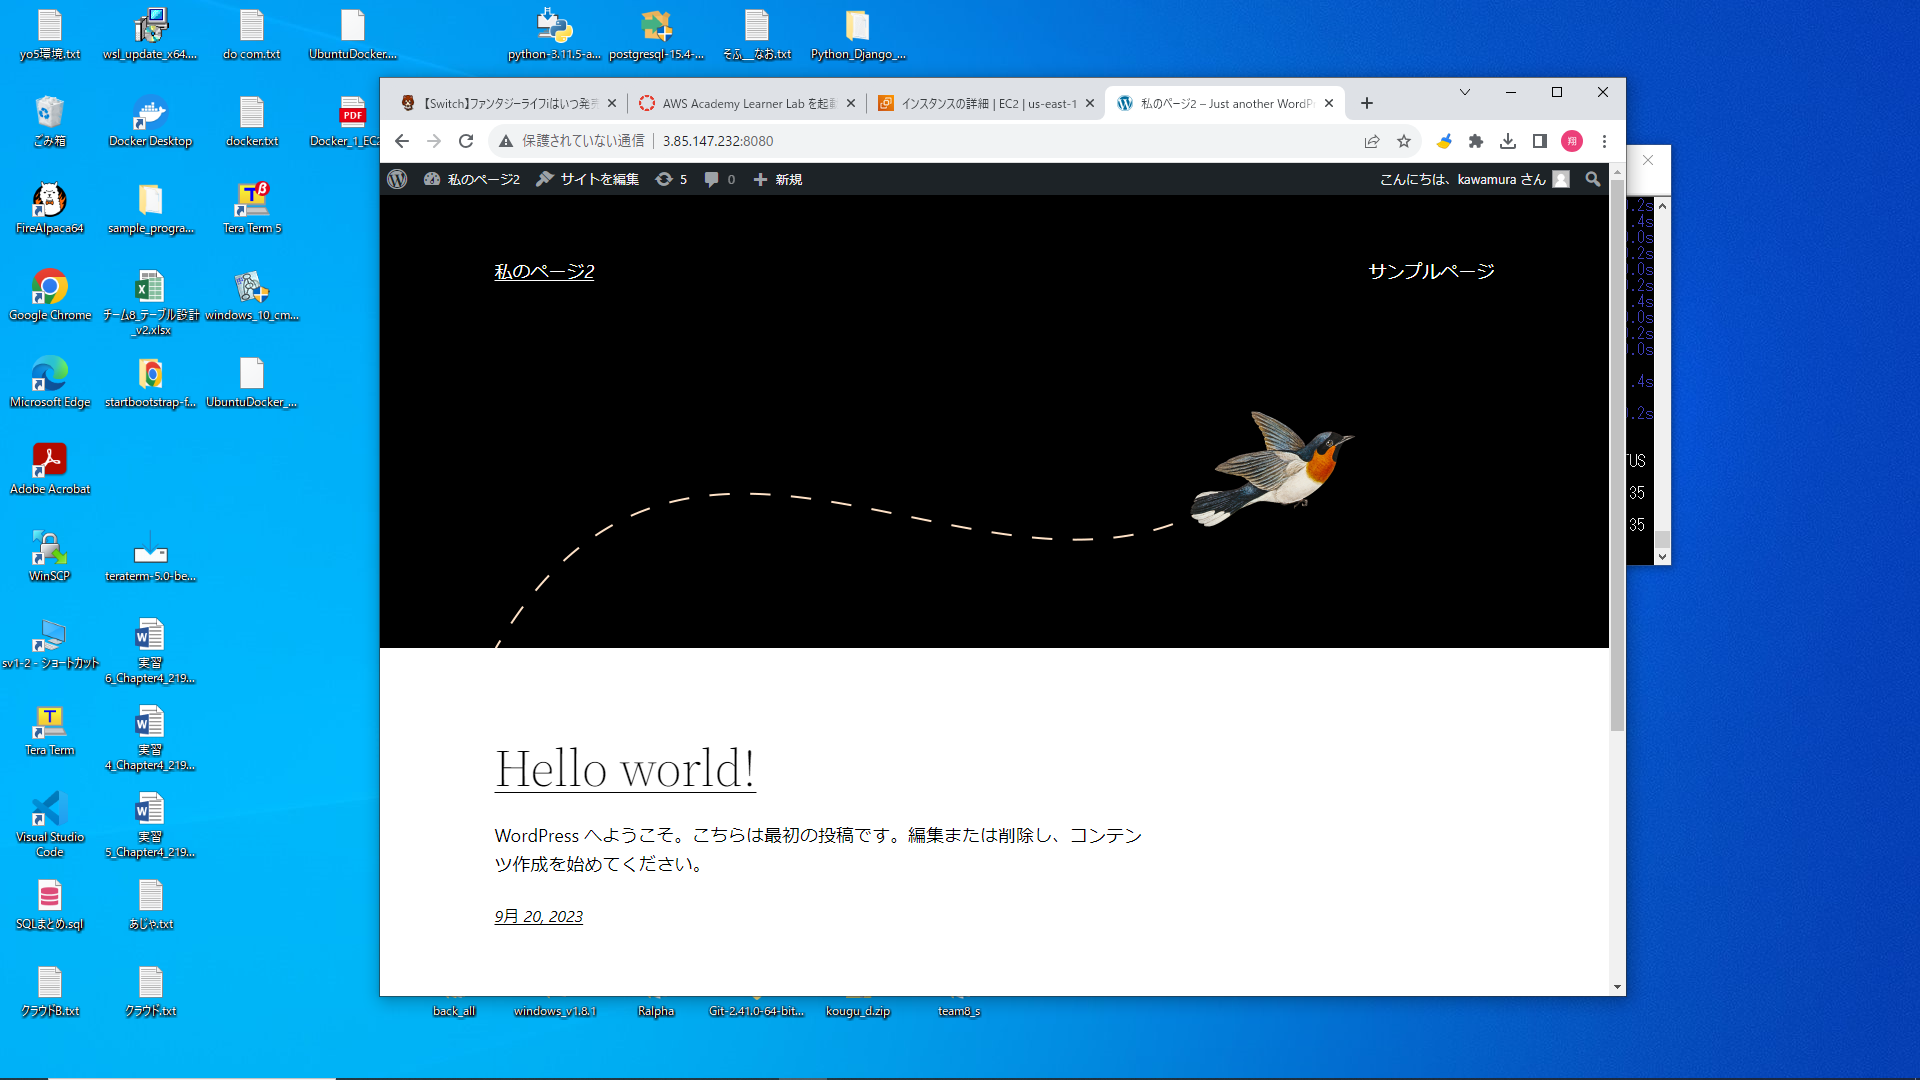 yo5環境.txt
wsl_update_x64....
do com.txt
UbuntuDocker....
python-3.11.5-a...
postgresql-15.4-...
そふ__なお.txt
Python_Django_...
ごみ箱
Docker Desktop
docker.txt
Docker_1_EC2
FireAlpaca64
sample_progra...
Tera Term 5
Google Chrome
チーム8_テーブル設計
_v2.xlsx
windows_10_cm...
Microsoft Edge
startbootstrap-f...
UbuntuDocker_...
Adobe Acrobat
WinSCP
teraterm-5.0-be...
sv1-2 - ショートカット
実習
6_Chapter4_219...
Tera Term
実習
4_Chapter4_219...
Visual Studio
Code
実習
5_Chapter4_219...
SQLまとめ.sql
あじゃ.txt
クラウドB.txt
クラウド.txt
back_all
windows_v1.8.1
Ralpha
Git-2.41.0-64-bit...
kougu_d.zip
team8_s
【Switch】ファンタジーライフiはいつ発売
AWS Academy Learner Lab を起動
インスタンスの詳細 | EC2 | us-east-1
私のページ2 – Just another WordP
保護されていない通信
3.85.147.232:8080
翔
私のページ2
サイトを編集
5
0
新規
こんにちは、kawamura さん
私のページ2
サンプルページ
Hello world!
WordPress へようこそ。こちらは最初の投稿です。編集または削除し、コンテン
ツ作成を始めてください。
9月 20, 2023
.2s
.4s
.0s
.2s
.0s
.2s
.4s
.0s
.2s
.0s
.4s
.2s
TUS
35
35